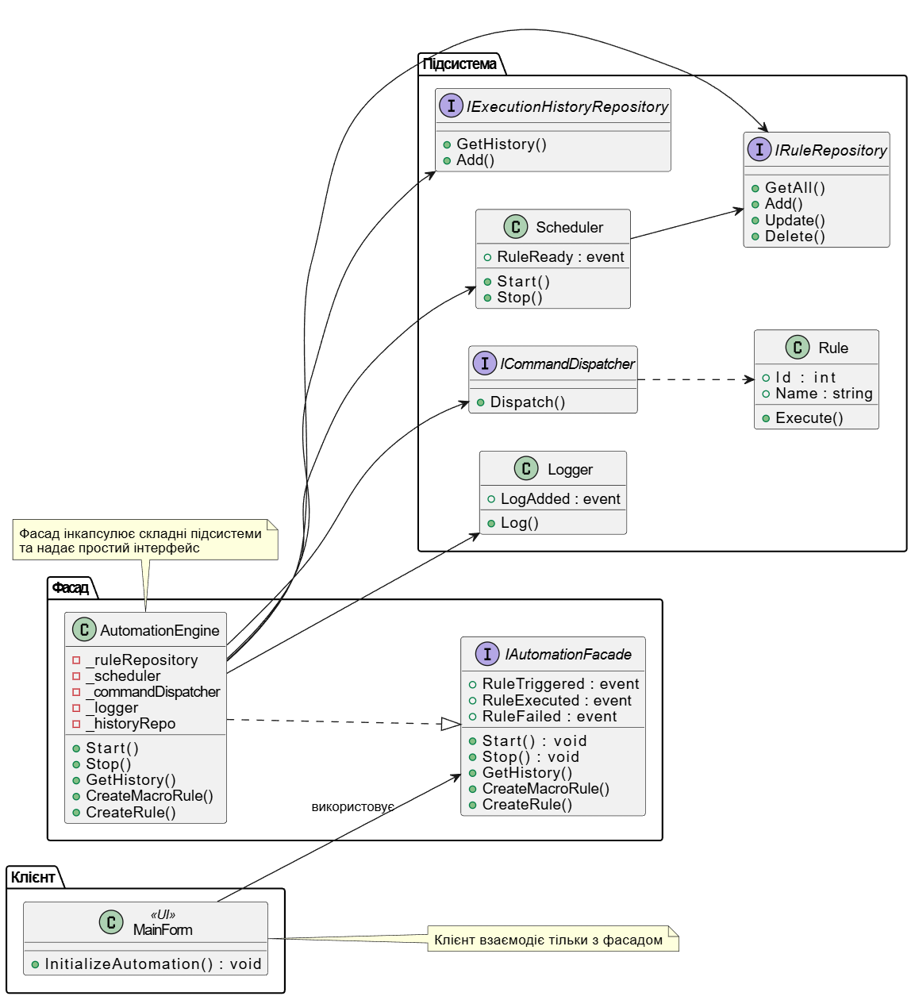 Підсистема
I IExecutionHistoryRepository
GetHistory()
Add()
I IRuleRepository
GetAll()
Add()
Update()
Delete()
C Scheduler
RuleReady : event
Start()
Stop()
I ICommandDispatcher
Dispatch()
C Rule
Id : int
Name : string
Execute()
C Logger
LogAdded : event
Log()
Фасад інкапсулює складні підсистеми
та надає простий інтерфейс
Фасад
C AutomationEngine
_ruleRepository
_scheduler
_commandDispatcher
_logger
_historyRepo
Start()
Stop()
GetHistory()
CreateMacroRule()
CreateRule()
I IAutomationFacade
RuleTriggered : event
RuleExecuted : event
RuleFailed : event
Start() : void
Stop() : void
GetHistory()
CreateMacroRule()
CreateRule()
використовує
Клієнт
C «UI»
MainForm
InitializeAutomation() : void
Клієнт взаємодіє тільки з фасадом